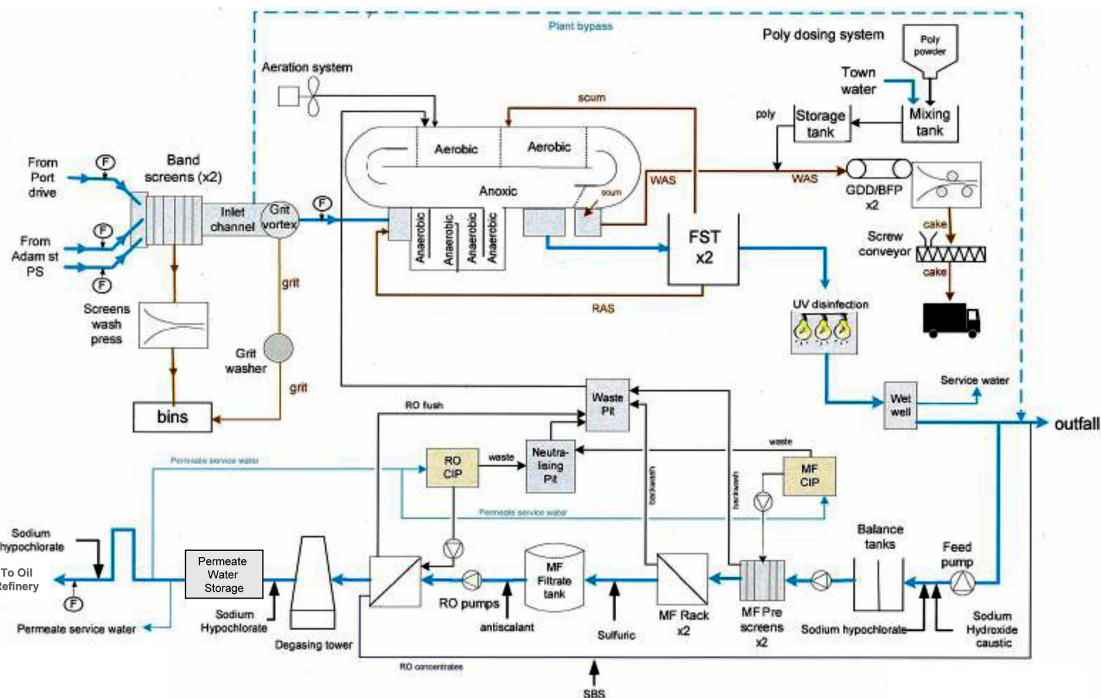 Plant bypass
Poly dosing system
Poly
powder
Town
water
Aeration system
scum
poly
Storage
tank
Mixing
tank
From
Port
drive
F
Band
screens (x2)
Aerobic
Aerobic
Anoxic
scum
WAS
WAS
GDD/BFP
x2
Inlet
channel
Grit
vortex
F
Anaerobic
Anaerobic
Anaerobic
FST
x2
cake
Screw
conveyor
cake
From
Adam st
PS
F
F
grit
RAS
Screens
wash
press
UV disinfection
Grit
washer
grit
bins
Waste
Pit
Service water
Wet
well
outfall
RO flush
Permeate service water
RO
CIP
waste
Neutra-
lising
Pit
backwash
backwash
waste
MF
CIP
Permeate service water
Sodium
hypochlorate
To Oil
Refinery
F
Permeate
Water
Storage
Sodium
Hypochlorate
Permeate service water
Degasing tower
RO pumps
antiscalant
MF
Filtrate
tank
Sulfuric
MF Rack
x2
MF Pre
screens
x2
Balance
tanks
Feed
pump
Sodium hypochlorate
Sodium
Hydroxide
caustic
RO concentrates
SBS